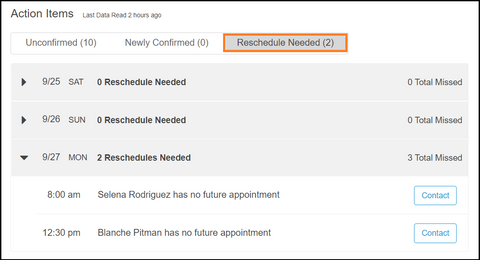 Action Items Last Data Read 2 hours ago
Unconfirmed (10) Newly Confirmed (0) Reschedule Needed (2)
9/25 SAT 0 Reschedule Needed 0 Total Missed
9/26 SUN 0 Reschedule Needed 0 Total Missed
9/27 MON 2 Reschedules Needed 3 Total Missed
8:00 am Selena Rodriguez has no future appointment Contact
12:30 pm Blanche Pitman has no future appointment Contact